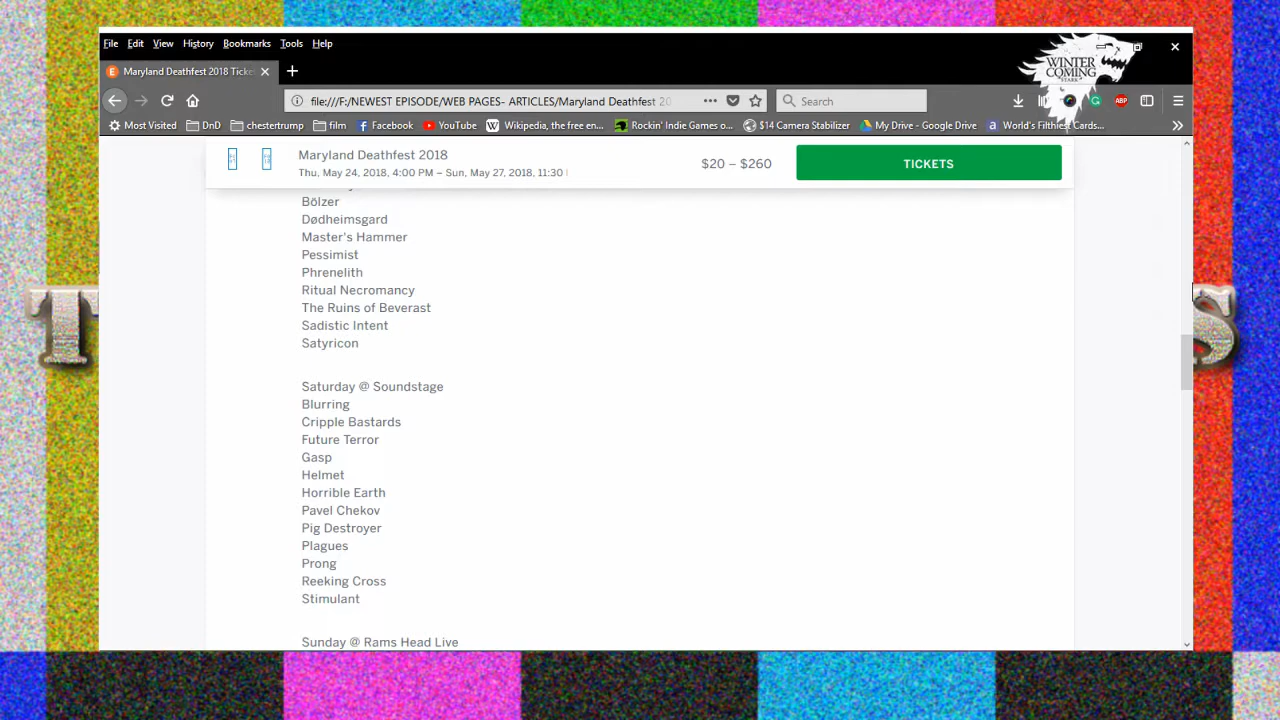 File Edit View History Bookmarks Tools Help
WINTER
COMING
STARK
Maryland Deathfest 2018 Ticke
file:///F:/NEWEST EPISODE/WEB PAGES- ARTICLES/Maryland Deathfest 20
Search
ABP
Most Visited DnD chestertrump film Facebook YouTube Wikipedia, the free en... Rockin' Indie Games o... $14 Camera Stabilizer My Drive - Google Drive World's Filthiest Cards...
Maryland Deathfest 2018
Thu, May 24, 2018, 4:00 PM – Sun, May 27, 2018, 11:30
$20 – $260
TICKETS
Bölzer
Dødheimsgard
Master's Hammer
Pessimist
Phrenelith
Ritual Necromancy
The Ruins of Beverast
Sadistic Intent
Satyricon
Saturday @ Soundstage
Blurring
Cripple Bastards
Future Terror
Gasp
Helmet
Horrible Earth
Pavel Chekov
Pig Destroyer
Plagues
Prong
Reeking Cross
Stimulant
Sunday @ Rams Head Live
T
S